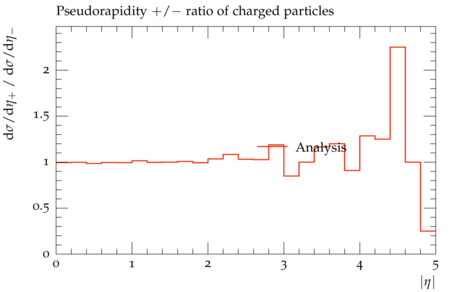 Pseudorapidity +/− ratio of charged particles
dσ/dη₊ / dσ/dη₋
2
1.5
1
0.5
0
Analysis
0 1 2 3 4 5
|η|